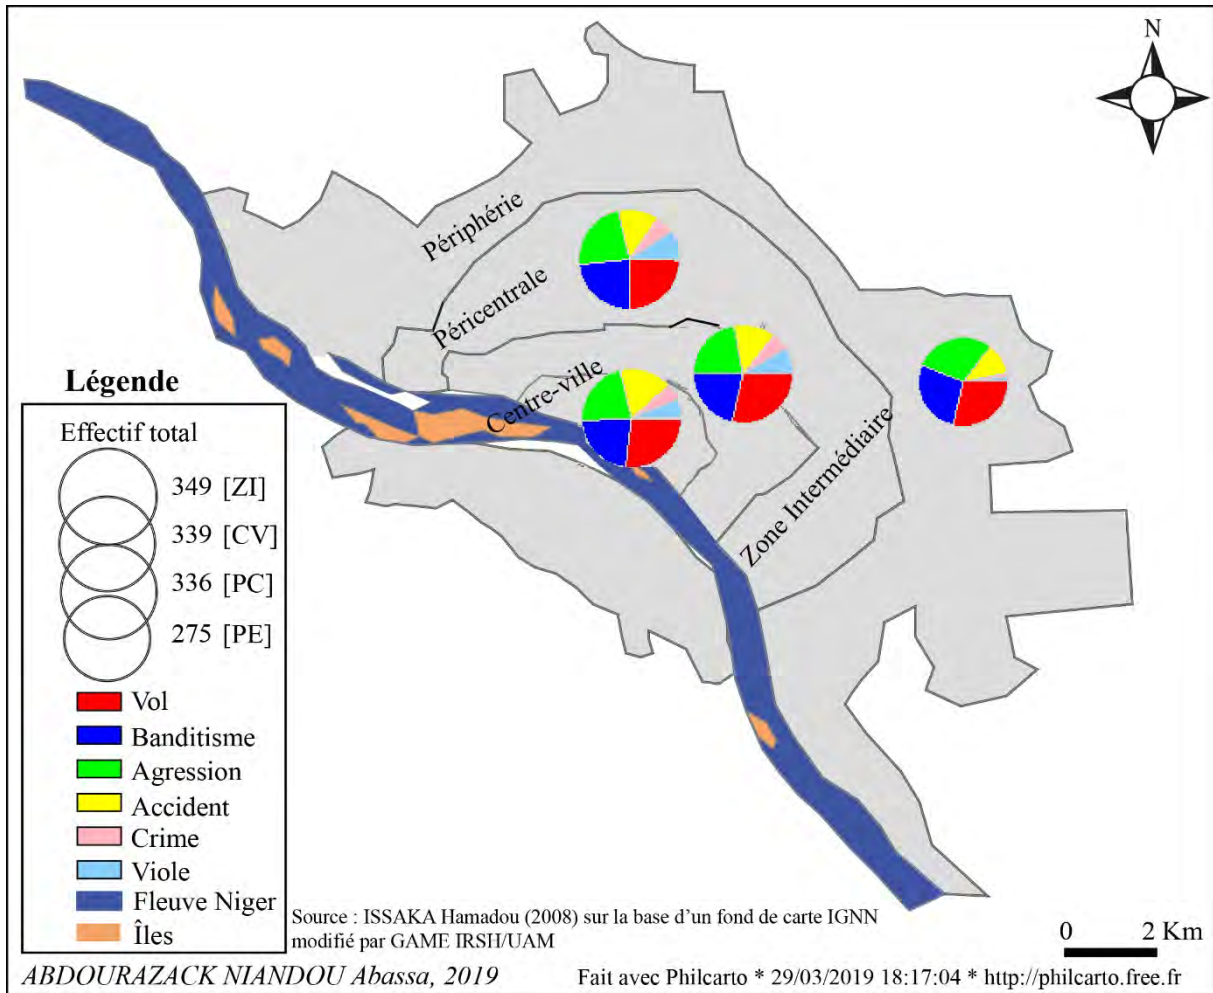 N
Périphérie
Péricentrale
Centre-ville
Zone Intermédiaire
Légende
Effectif total
349 [ZI]
339 [CV]
336 [PC]
275 [PE]
Vol
Banditisme
Agression
Accident
Crime
Viole
Fleuve Niger
Îles
Source : ISSAKA Hamadou (2008) sur la base d’un fond de carte IGNN
modifié par GAME IRSH/UAM
0 2 Km
ABDOURAZACK NIANDOU Abassa, 2019
Fait avec Philcarto * 29/03/2019 18:17:04 * http://philcarto.free.fr